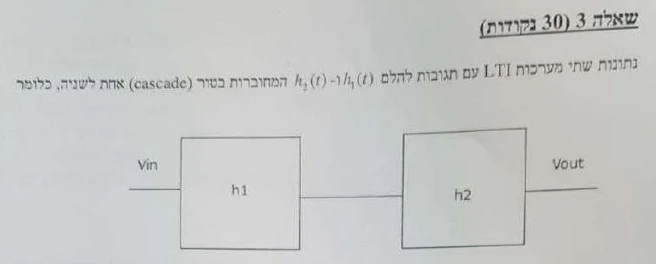 שאלה 3 (30 נקודות)
נתונות שתי מערכות LTI עם תגובות להלם h₁(t) ו- h₂(t) המחוברות בטור (cascade) אחת לשניה, כלומר
Vin h1 h2 Vout